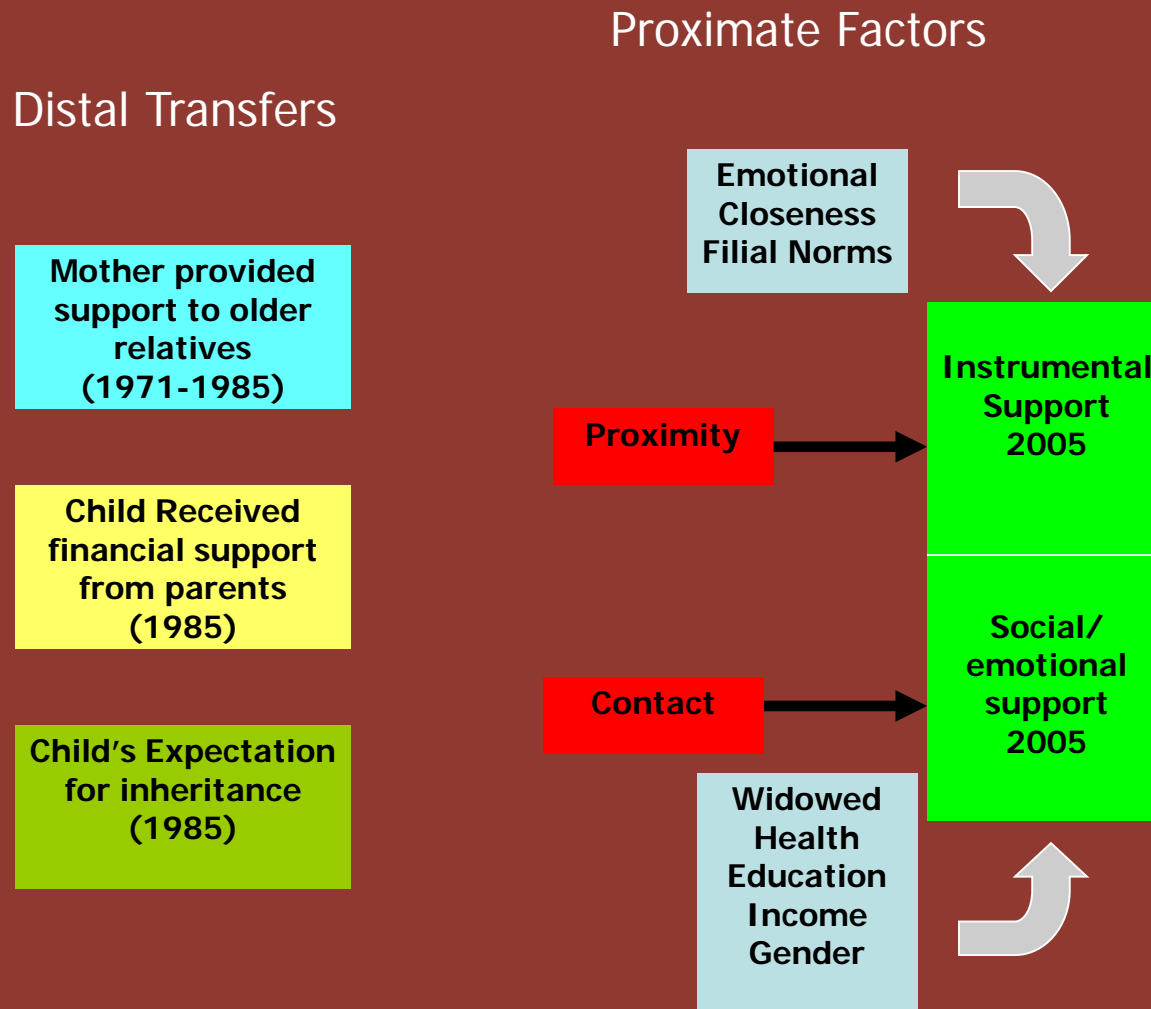 Proximate Factors
Distal Transfers
Mother provided
support to older
relatives
(1971-1985)
Child Received
financial support
from parents
(1985)
Child's Expectation
for inheritance
(1985)
Emotional
Closeness
Filial Norms
Proximity
Contact
Widowed
Health
Education
Income
Gender
Instrumental
Support
2005
Social/
emotional
support
2005